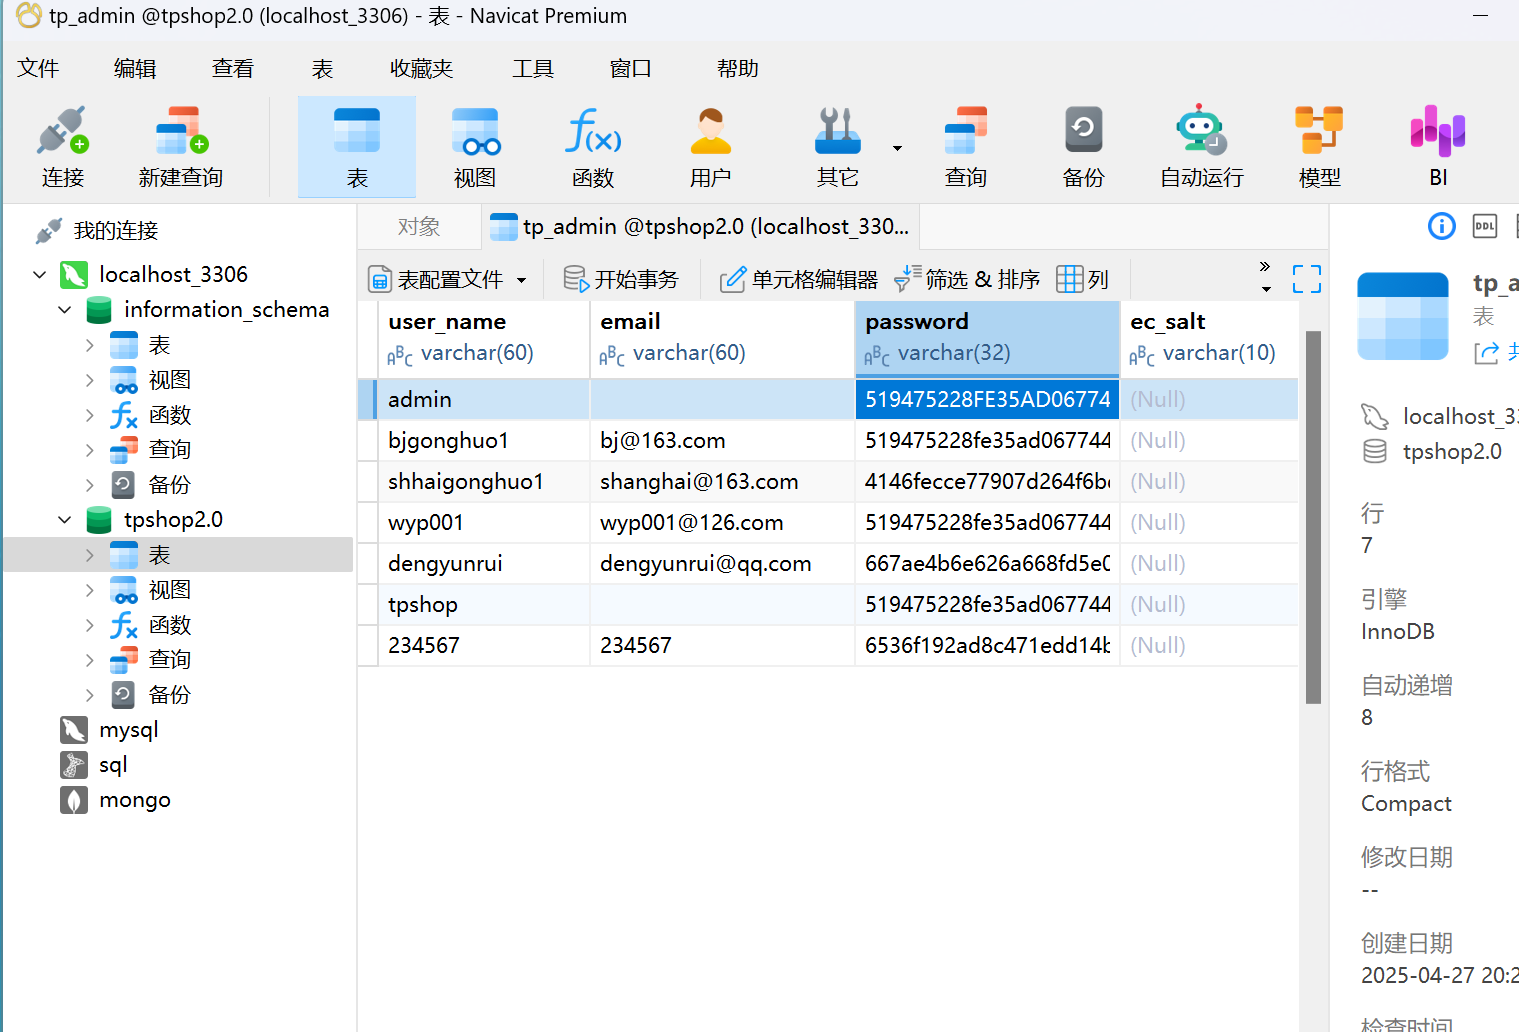 tp_admin @tpshop2.0 (localhost_3306) - 表 - Navicat Premium
文件 编辑 查看 表 收藏夹 工具 窗口 帮助
连接 新建查询 表 视图 函数 用户 其它 查询 备份 自动运行 模型 BI
我的连接
localhost_3306
information_schema
表
视图
函数
查询
备份
tpshop2.0
表
视图
函数
查询
备份
mysql
sql
mongo
对象 tp_admin @tpshop2.0 (localhost_330...
表配置文件 开始事务 单元格编辑器 筛选 & 排序 列
user_name email password ec_salt
varchar(60) varchar(60) varchar(32) varchar(10)
admin 519475228FE35AD06774 (Null)
bjgonghuo1 bj@163.com 519475228fe35ad067744 (Null)
shhaigonghuo1 shanghai@163.com 4146fecce77907d264f6b (Null)
wyp001 wyp001@126.com 519475228fe35ad067744 (Null)
dengyunrui dengyunrui@qq.com 667ae4b6e626a668fd5e0 (Null)
tpshop 519475228fe35ad067744 (Null)
234567 234567 6536f192ad8c471edd14b (Null)
DDL
tp_a
表
localhost_33
tpshop2.0
行
7
引擎
InnoDB
自动递增
8
行格式
Compact
修改日期
--
创建日期
2025-04-27 20:2
检查时间